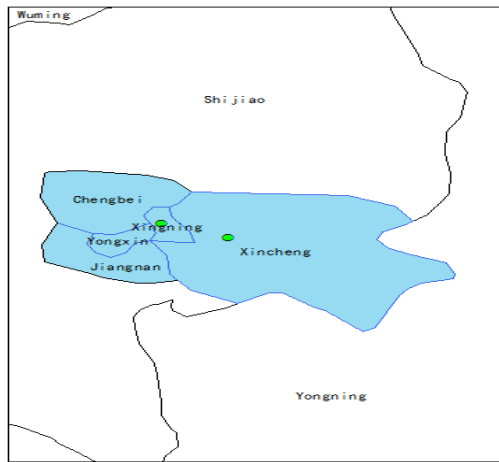 Wuming
Shijiao
Chengbei
Xingning
Yongxin
Xincheng
Jiangnan
Yongning